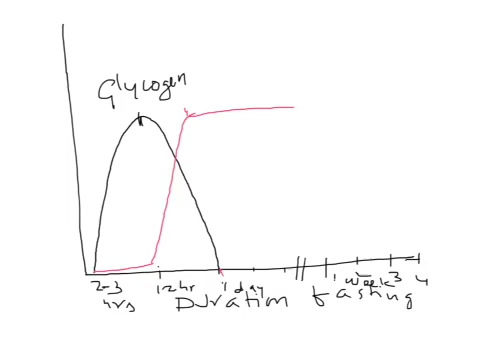 Glycogen
2-3 12hr 1 day 1 week 3 4
hrs
Duration fasting